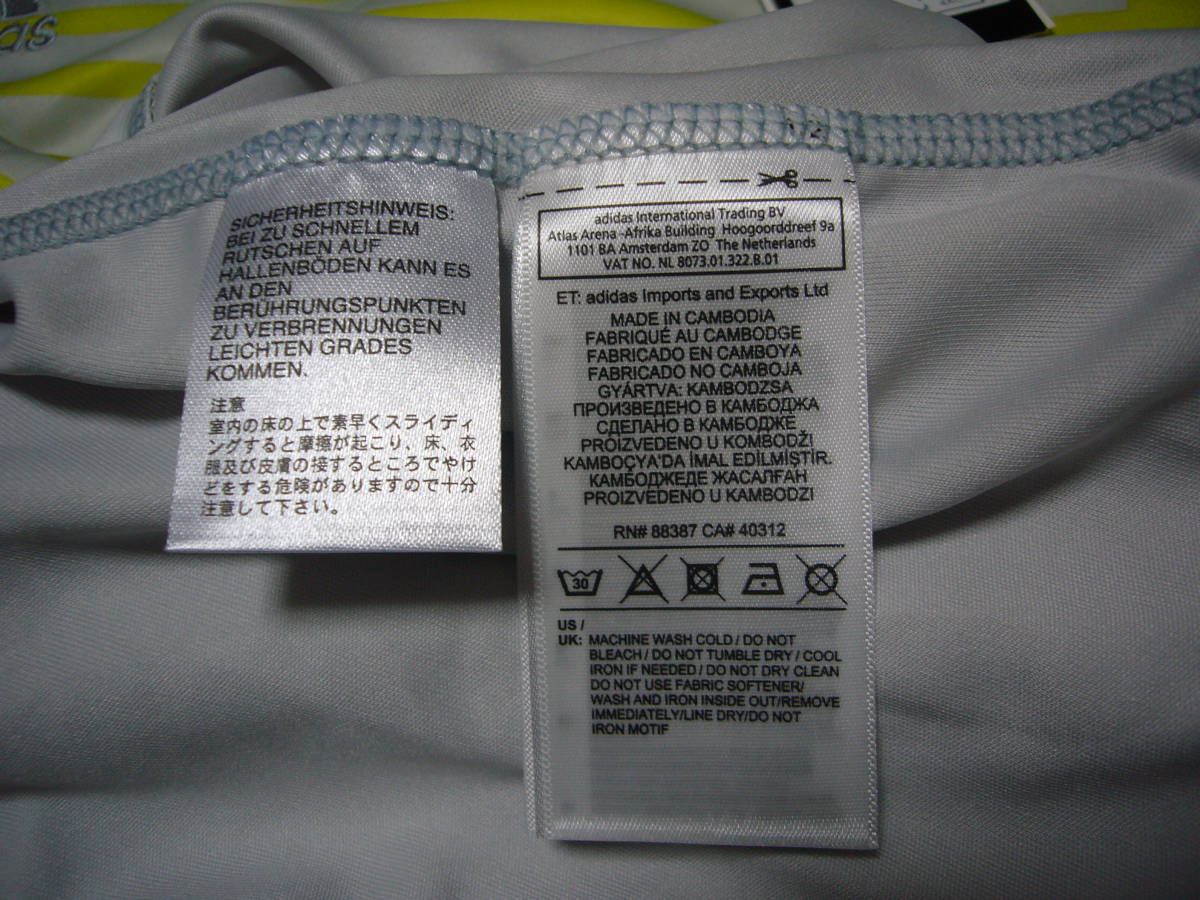 as
SICHERHEITSHINWEIS:
BEI ZU SCHNELLEM
RUTSCHEN AUF
HALLENBÖDEN KANN ES
AN DEN
BERÜHRUNGSPUNKTEN
ZU VERBRENNUNGEN
LEICHTEN GRADES
KOMMEN.
注意
室内の床の上で素早くスライディ
ングすると摩擦が起こり、床、衣
服及び皮膚の接するところでやけ
どをする危険がありますので十分
注意して下さい。
adidas International Trading BV
Atlas Arena -Afrika Building Hoogoorddreef 9a
1101 BA Amsterdam ZO The Netherlands
VAT NO. NL 8073.01.322.B.01
ET: adidas Imports and Exports Ltd
MADE IN CAMBODIA
FABRIQUÉ AU CAMBODGE
FABRICADO EN CAMBOYA
FABRICADO NO CAMBOJA
GYÁRTVA: KAMBODZSA
ПРОИЗВЕДЕНО В КАМБОДЖА
СДЕЛАНО В КАМБОДЖЕ
PROIZVEDENO U KOMBODŽI
KAMBOÇYA'DA İMAL EDİLMİŞTİR.
КАМБОДЖЕДЕ ЖАСАЛҒАН
PROIZVEDENO U KAMBODZI
RN# 88387 CA# 40312
30
US /
UK: MACHINE WASH COLD / DO NOT
BLEACH / DO NOT TUMBLE DRY / COOL
IRON IF NEEDED / DO NOT DRY CLEAN
DO NOT USE FABRIC SOFTENER/
WASH AND IRON INSIDE OUT/REMOVE
IMMEDIATELY/LINE DRY/DO NOT
IRON MOTIF